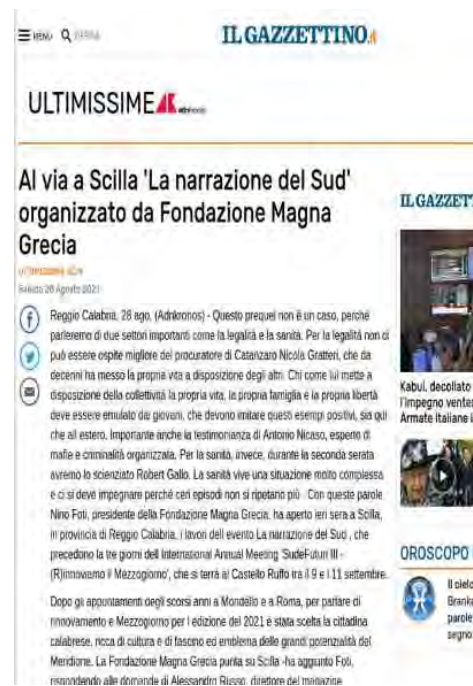 MENU
IL GAZZETTINO.it
ULTIMISSIME adnkronos
Al via a Scilla 'La narrazione del Sud'
organizzato da Fondazione Magna
Grecia
Sabato 28 Agosto 2021
Reggio Calabria, 28 ago. (Adnkronos) - Questo prequel non è un caso, perché
parleremo di due settori importanti come la legalità e la sanità. Per la legalità non ci
può essere ospite migliore del procuratore di Catanzaro Nicola Gratteri, che da
decenni ha messo la propria vita a disposizione degli altri. Chi come lui mette a
disposizione della collettività la propria vita, la propria famiglia e la propria libertà
deve essere emulato dai giovani, che devono imitare questi esempi positivi, sia qui
che all estero. Importante anche la testimonianza di Antonio Nicaso, esperto di
mafie e criminalità organizzata. Per la sanità, invece, durante la seconda serata
avremo lo scienziato Robert Gallo. La sanità vive una situazione molto complessa
e ci si deve impegnare perché certi episodi non si ripetano più . Con queste parole
Nino Foti, presidente della Fondazione Magna Grecia, ha aperto ieri sera a Scilla,
in provincia di Reggio Calabria, i lavori dell evento La narrazione del Sud , che
precedono la tre giorni dell International Annual Meeting 'SudeFuturi III -
(R)innoviamo il Mezzogiorno', che si terrà al Castello Ruffo tra il 9 e l 11 settembre.
Dopo gli appuntamenti degli scorsi anni a Mondello e a Roma, per parlare di
rinnovamento e Mezzogiorno per l edizione del 2021 è stata scelta la cittadina
calabrese, ricca di cultura e di fascino ed emblema delle grandi potenzialità del
Meridione. La Fondazione Magna Grecia punta su Scilla -ha aggiunto Foti,
rispondendo alle domande di Alessandro Russo, direttore del magazine
IL GAZZETT
Kabul, decollato
l'impegno vente
Armate Italiane i
OROSCOPO
Il cielo
Branko
parole
segno